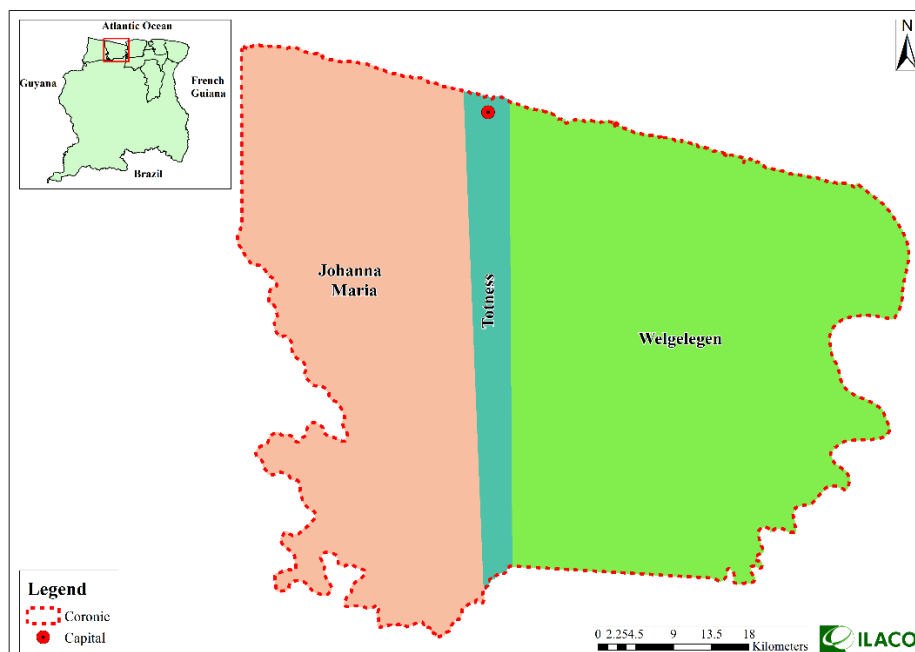 Atlantic Ocean
Guyana
French
Guiana
Brazil
N
Johanna
Maria
Totness
Welgelegen
Legend
Coronic
Capital
0 2.254.5 9 13.5 18
Kilometers
ILACO